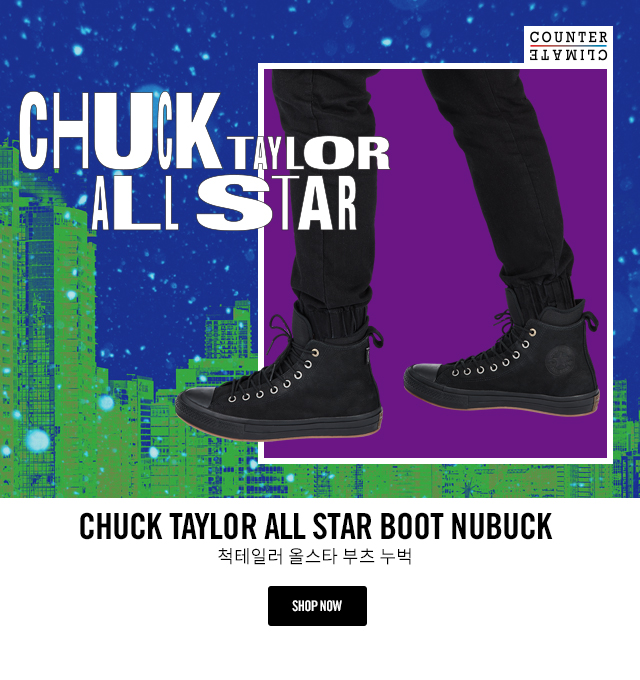 COUNTER
CLIMATE
CHUCK TAYLOR
ALL STAR
CHUCK TAYLOR ALL STAR BOOT NUBUCK
척테일러 올스타 부츠 누벅
SHOP NOW